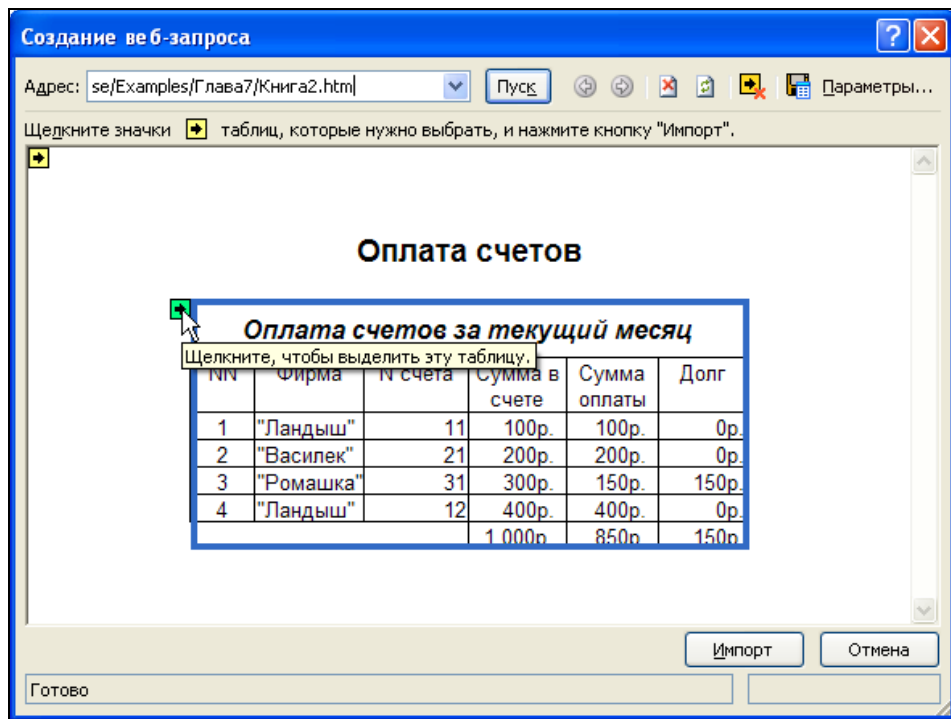 Создание веб-запроса
Адрес: se/Examples/Глава7/Книга2.htm Пуск Параметры...
Щелкните значки таблиц, которые нужно выбрать, и нажмите кнопку "Импорт".
Оплата счетов
Оплата счетов за текущий месяц
Щелкните, чтобы выделить эту таблицу.
NN Фирма N счета Сумма в счете Сумма оплаты Долг
1 "Ландыш" 11 100р. 100р. 0р.
2 "Василек" 21 200р. 200р. 0р.
3 "Ромашка" 31 300р. 150р. 150р.
4 "Ландыш" 12 400р. 400р. 0р.
1 000р 850р 150р
Импорт Отмена
Готово